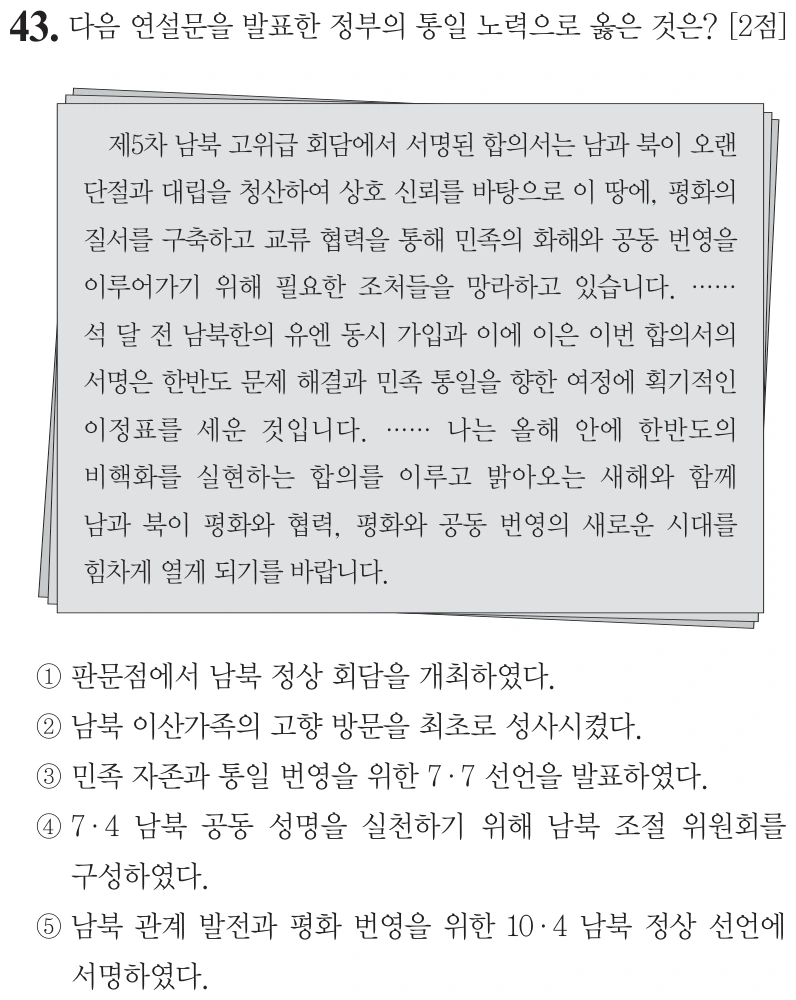 43. 다음 연설문을 발표한 정부의 통일 노력으로 옳은 것은? [2점]
제5차 남북 고위급 회담에서 서명된 합의서는 남과 북이 오랜
단절과 대립을 청산하여 상호 신뢰를 바탕으로 이 땅에, 평화의
질서를 구축하고 교류 협력을 통해 민족의 화해와 공동 번영을
이루어가기 위해 필요한 조처들을 망라하고 있습니다. ……
석 달 전 남북한의 유엔 동시 가입과 이에 이은 이번 합의서의
서명은 한반도 문제 해결과 민족 통일을 향한 여정에 획기적인
이정표를 세운 것입니다. …… 나는 올해 안에 한반도의
비핵화를 실현하는 합의를 이루고 밝아오는 새해와 함께
남과 북이 평화와 협력, 평화와 공동 번영의 새로운 시대를
힘차게 열게 되기를 바랍니다.
① 판문점에서 남북 정상 회담을 개최하였다.
② 남북 이산가족의 고향 방문을 최초로 성사시켰다.
③ 민족 자존과 통일 번영을 위한 7·7 선언을 발표하였다.
④ 7·4 남북 공동 성명을 실천하기 위해 남북 조절 위원회를
구성하였다.
⑤ 남북 관계 발전과 평화 번영을 위한 10·4 남북 정상 선언에
서명하였다.